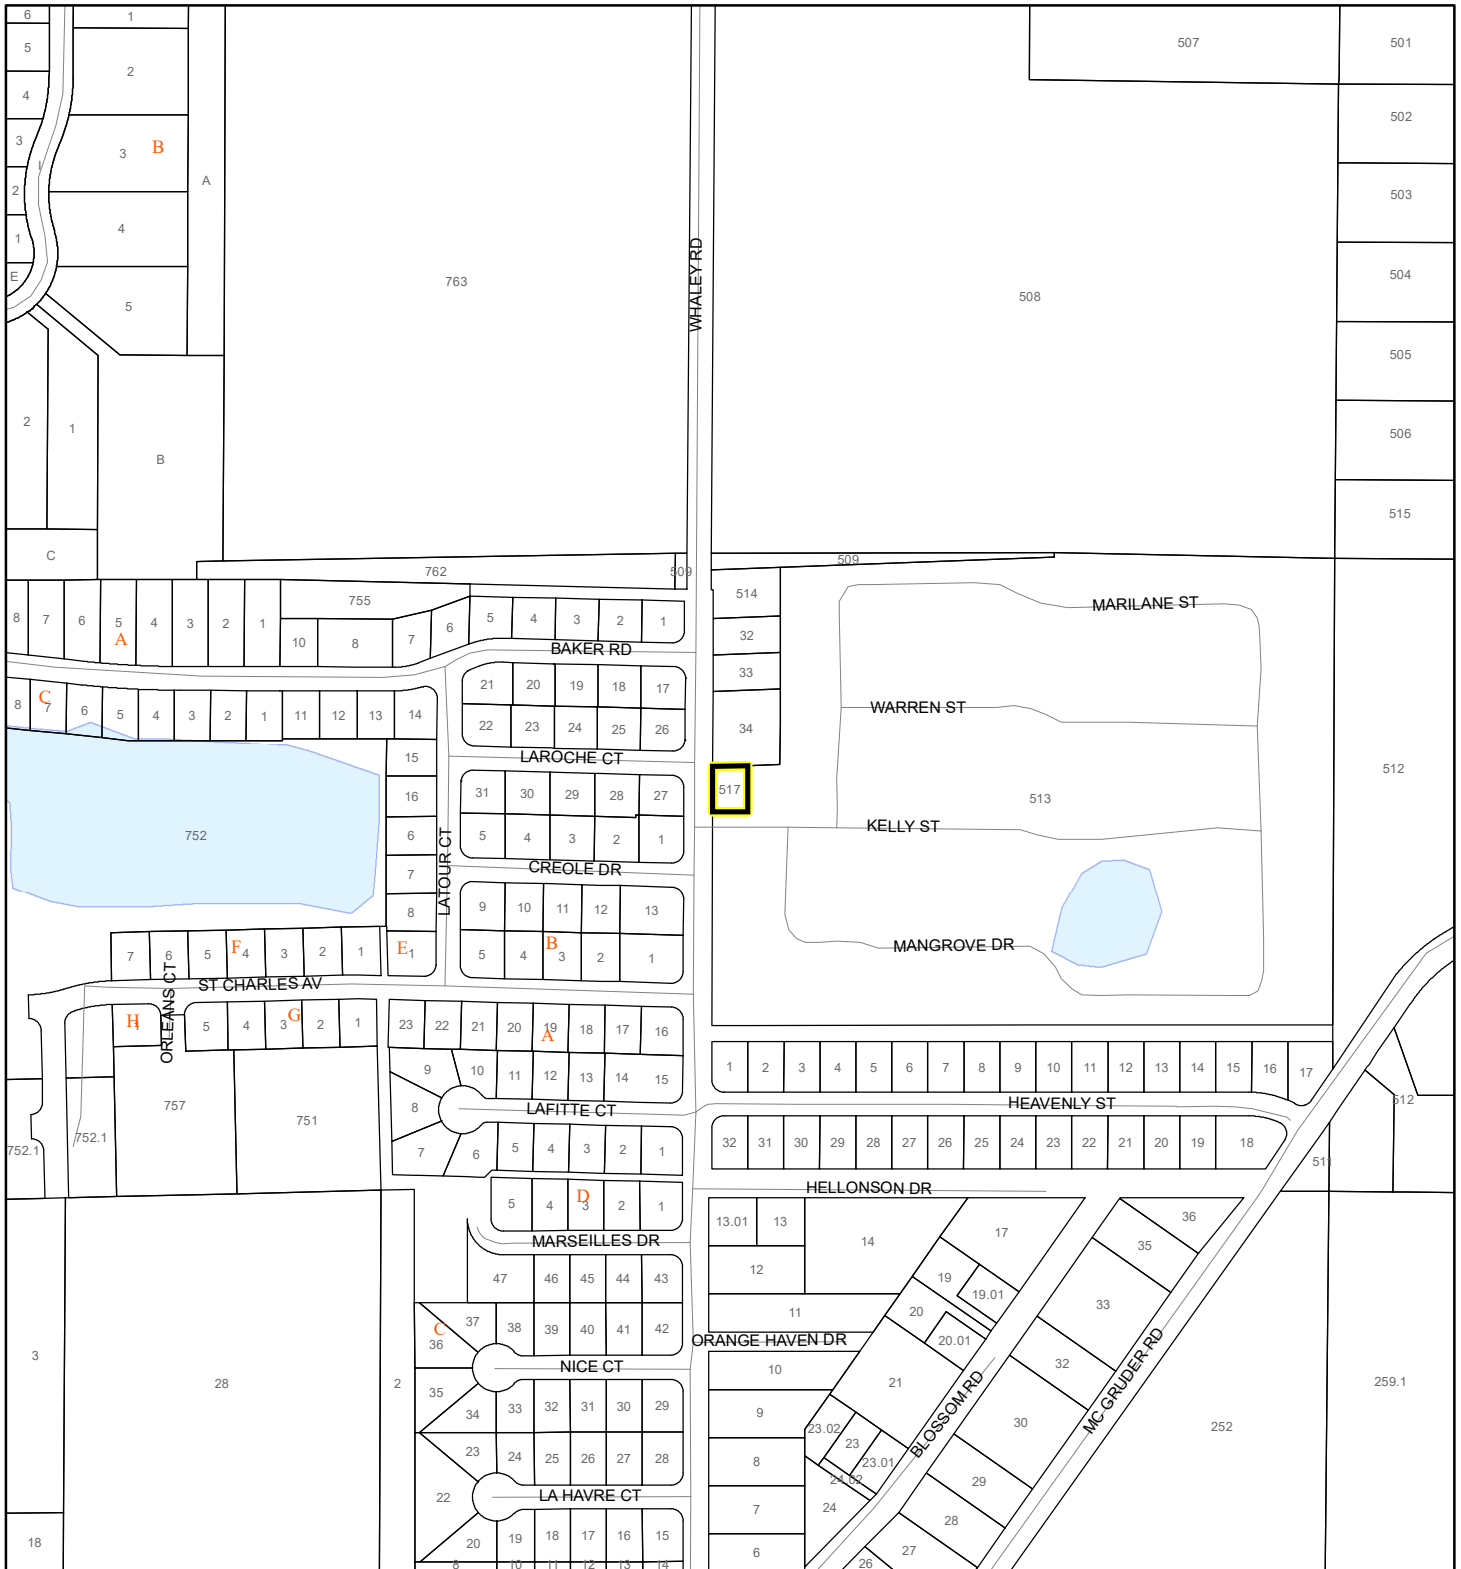 6 1 507 501
5 2
4 502
3 3 B
I
2 A 503
1 4
E 504
5 763 WHALEY RD 508
505
2 1 506
B
515
C 762 509 509
755 514 MARILANE ST
8 7 6 5 4 3 2 1 5 4 3 2 1
A 10 8 7 6 32
BAKER RD
33
21 20 19 18 17
8 C 7 6 5 4 3 2 1 11 12 13 14 WARREN ST
22 23 24 25 26 34
15 LAROCHE CT
512
16 31 30 29 28 27 517 513
752 6 5 4 3 2 1 KELLY ST
LATOUR CT
7 CREOLE DR
8 9 10 11 12 13
7 6 5 F 4 3 2 1 E 1 5 4 B 3 2 1 MANGROVE DR
ST CHARLES AV
ORLEANS CT
H 1 5 4 3 G 2 1 23 22 21 20 19 18 17 16
A
9 10 11 12 13 14 15 1 2 3 4 5 6 7 8 9 10 11 12 13 14 15 16 17
757 751 8 LAFITTE CT HEAVENLY ST 512
752.1 752.1 7 6 5 4 3 2 1 32 31 30 29 28 27 26 25 24 23 22 21 20 19 18
511
HELLONSON DR
5 4 D 3 2 1 13.01 13 14 17 36
MARSEILLES DR 35
12
47 46 45 44 43 19 19.01
11 20 33
C 37 38 39 40 41 42 20.01
36 ORANGE HAVEN DR
3 NICE CT 32 MC GRUDER RD
28 2 10 21 259.1
35 34 33 32 31 30 29 9 BLOSSOM RD 30 252
23.02 23
23 24 25 26 27 28 8 23.01
24.02 29
22 LA HAVRE CT 7 24 28
18 20 19 18 17 16 15 6 27
8 10 11 12 13 14 26